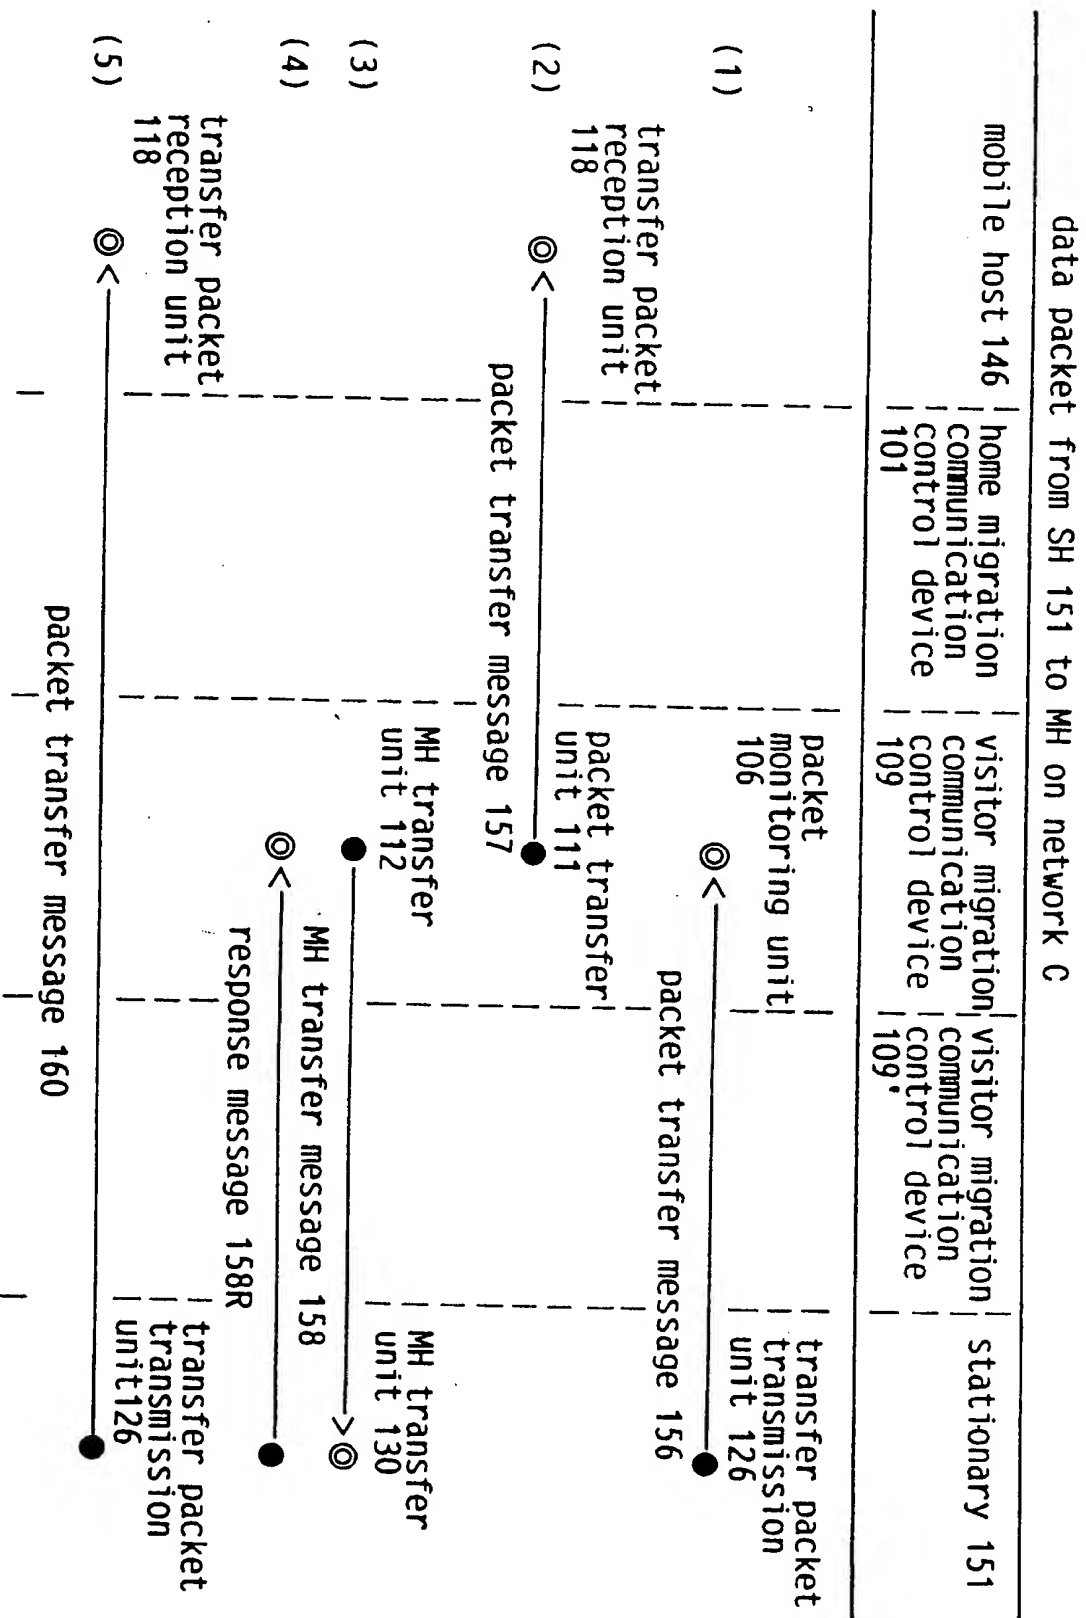 data packet from SH 151 to MH on network C
mobile host 146
home migration
communication
control device
101
visitor migration
communication
control device
109
visitor migration
communication
control device
109'
stationary 151
(1)
packet
monitoring unit
106
transfer packet
transmission
unit 126
packet transfer message 156
(2)
transfer packet
reception unit
118
packet transfer
unit 111
packet transfer message 157
(3)
MH transfer
unit 112
MH transfer
unit 130
MH transfer message 158
(4)
response message 158R
(5)
transfer packet
reception unit
118
transfer packet
transmission
unit126
packet transfer message 160